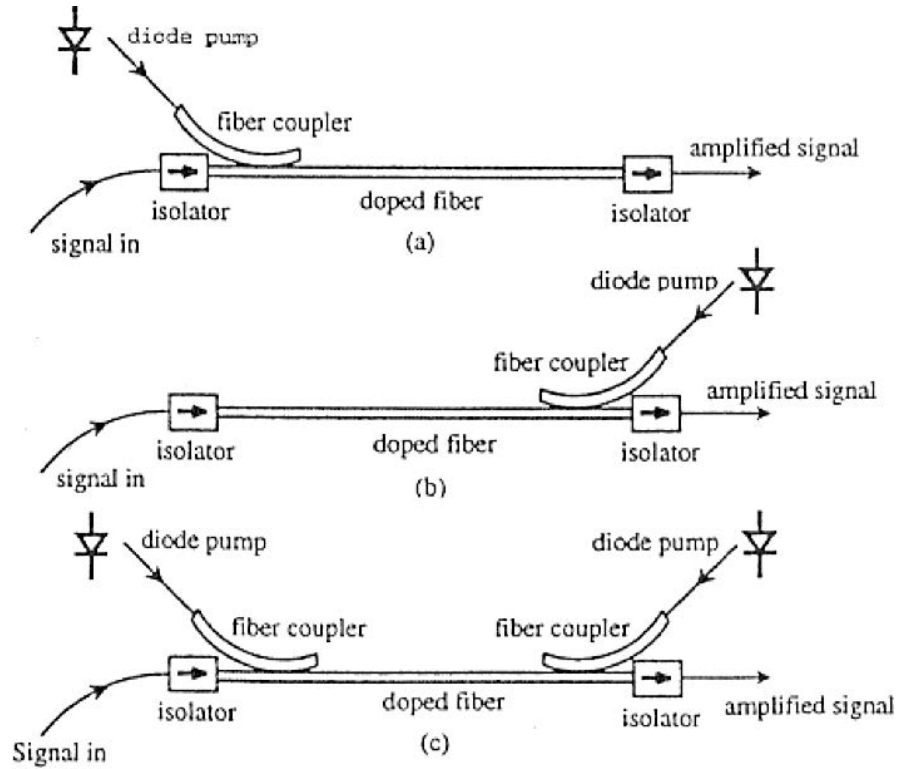 diode pump
fiber coupler
amplified signal
isolator
doped fiber
isolator
signal in
(a)
diode pump
fiber coupler
amplified signal
isolator
doped fiber
isolator
signal in
(b)
diode pump
diode pump
fiber coupler
fiber coupler
isolator
doped fiber
isolator
amplified signal
Signal in
(c)